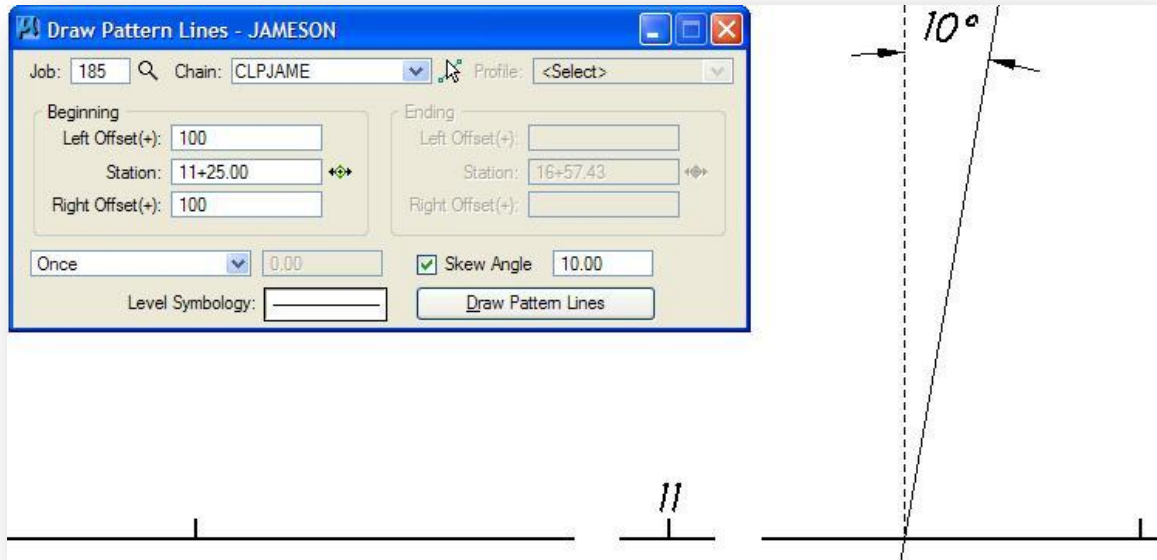 Draw Pattern Lines - JAMESON
Job: 185 Chain: CLPJAME Profile: <Select>
Beginning
Left Offset(+): 100
Station: 11+25.00
Right Offset(+): 100
Ending
Left Offset(+):
Station: 16+57.43
Right Offset(+):
Once 0.00 Skew Angle 10.00
Level Symbology: Draw Pattern Lines
10°
11